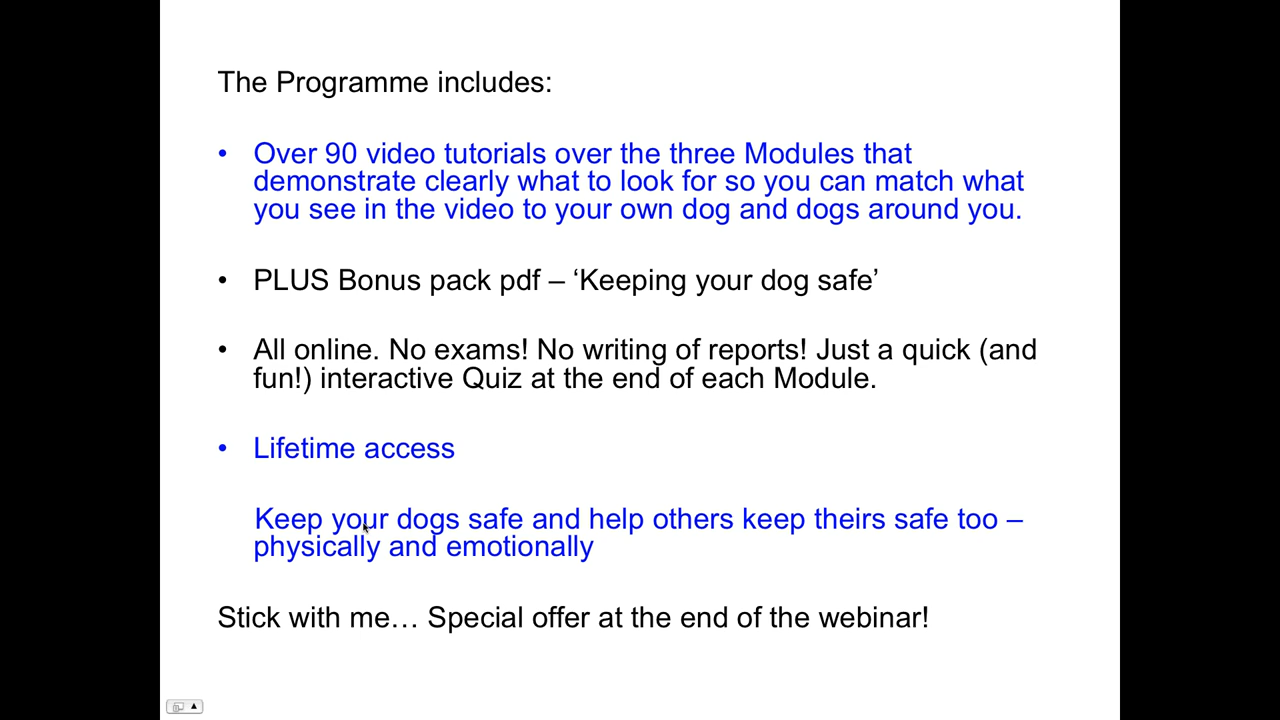 The Programme includes:
• Over 90 video tutorials over the three Modules that
demonstrate clearly what to look for so you can match what
you see in the video to your own dog and dogs around you.
• PLUS Bonus pack pdf – ‘Keeping your dog safe’
• All online. No exams! No writing of reports! Just a quick (and
fun!) interactive Quiz at the end of each Module.
• Lifetime access
Keep your dogs safe and help others keep theirs safe too –
physically and emotionally
Stick with me… Special offer at the end of the webinar!